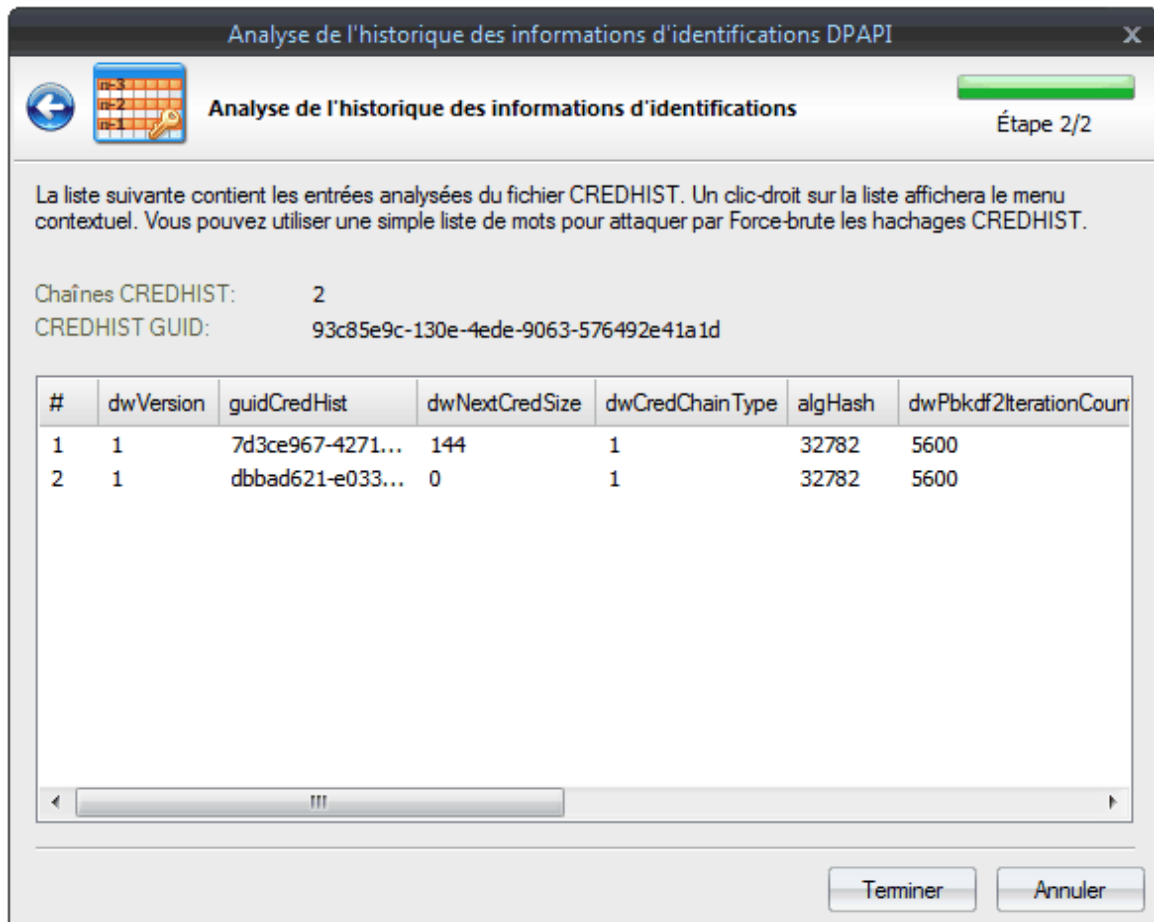 Analyse de l'historique des informations d'identifications DPAPI
n-3
n-2
n-1
Analyse de l'historique des informations d'identifications
Étape 2/2
La liste suivante contient les entrées analysées du fichier CREDHIST. Un clic-droit sur la liste affichera le menu
contextuel. Vous pouvez utiliser une simple liste de mots pour attaquer par Force-brute les hachages CREDHIST.
Chaînes CREDHIST: 2
CREDHIST GUID: 93c85e9c-130e-4ede-9063-576492e41a1d
# dwVersion guidCredHist dwNextCredSize dwCredChainType algHash dwPbkdf2IterationCoun
1 1 7d3ce967-4271... 144 1 32782 5600
2 1 dbbad621-e033... 0 1 32782 5600
Terminer Annuler